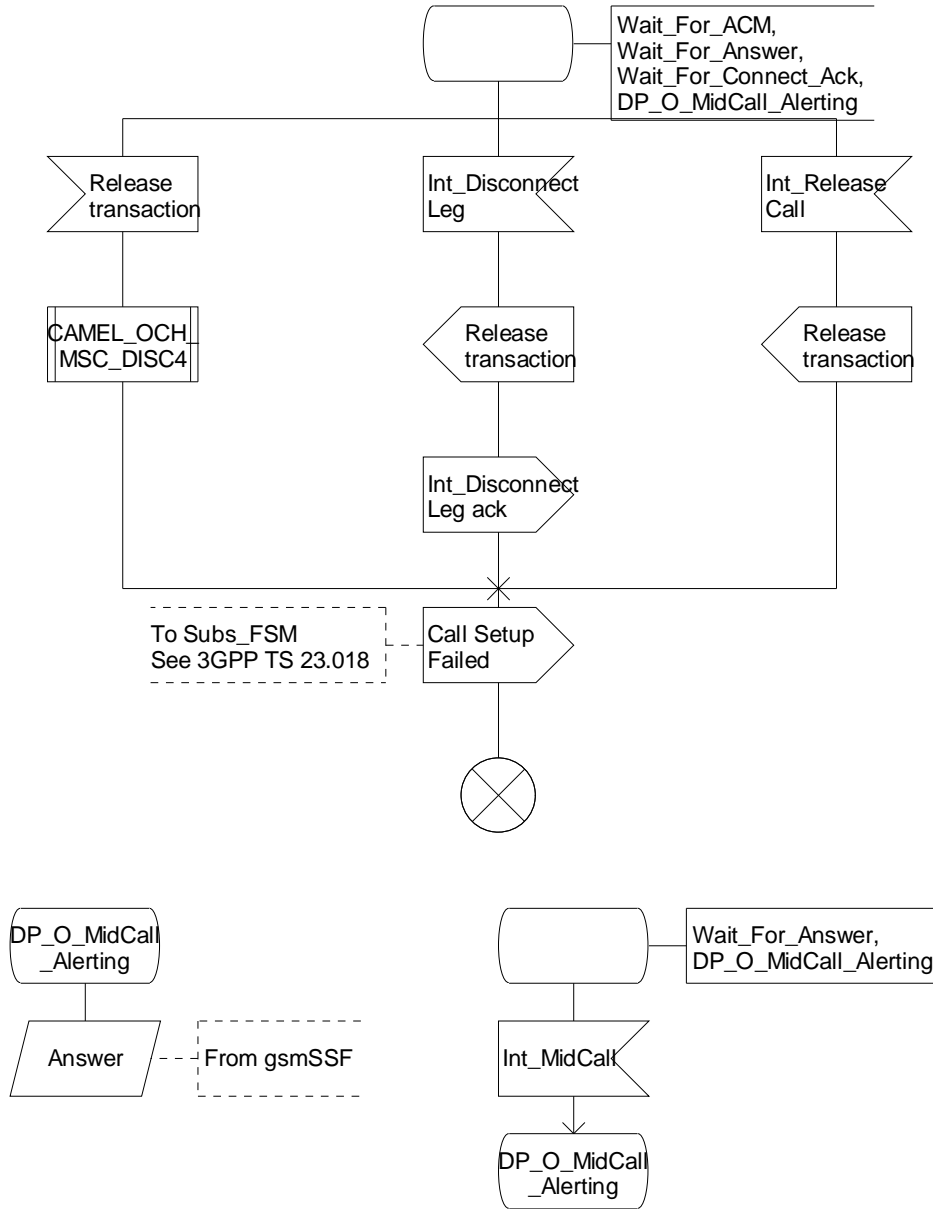 Wait_For_ACM,
Wait_For_Answer,
Wait_For_Connect_Ack,
DP_O_MidCall_Alerting
Release
transaction
Int_Disconnect
Leg
Int_Release
Call
CAMEL_OCH_
MSC_DISC4
Release
transaction
Release
transaction
Int_Disconnect
Leg ack
To Subs_FSM
See 3GPP TS 23.018
Call Setup
Failed
DP_O_MidCall
_Alerting
Wait_For_Answer,
DP_O_MidCall_Alerting
Answer
From gsmSSF
Int_MidCall
DP_O_MidCall
_Alerting